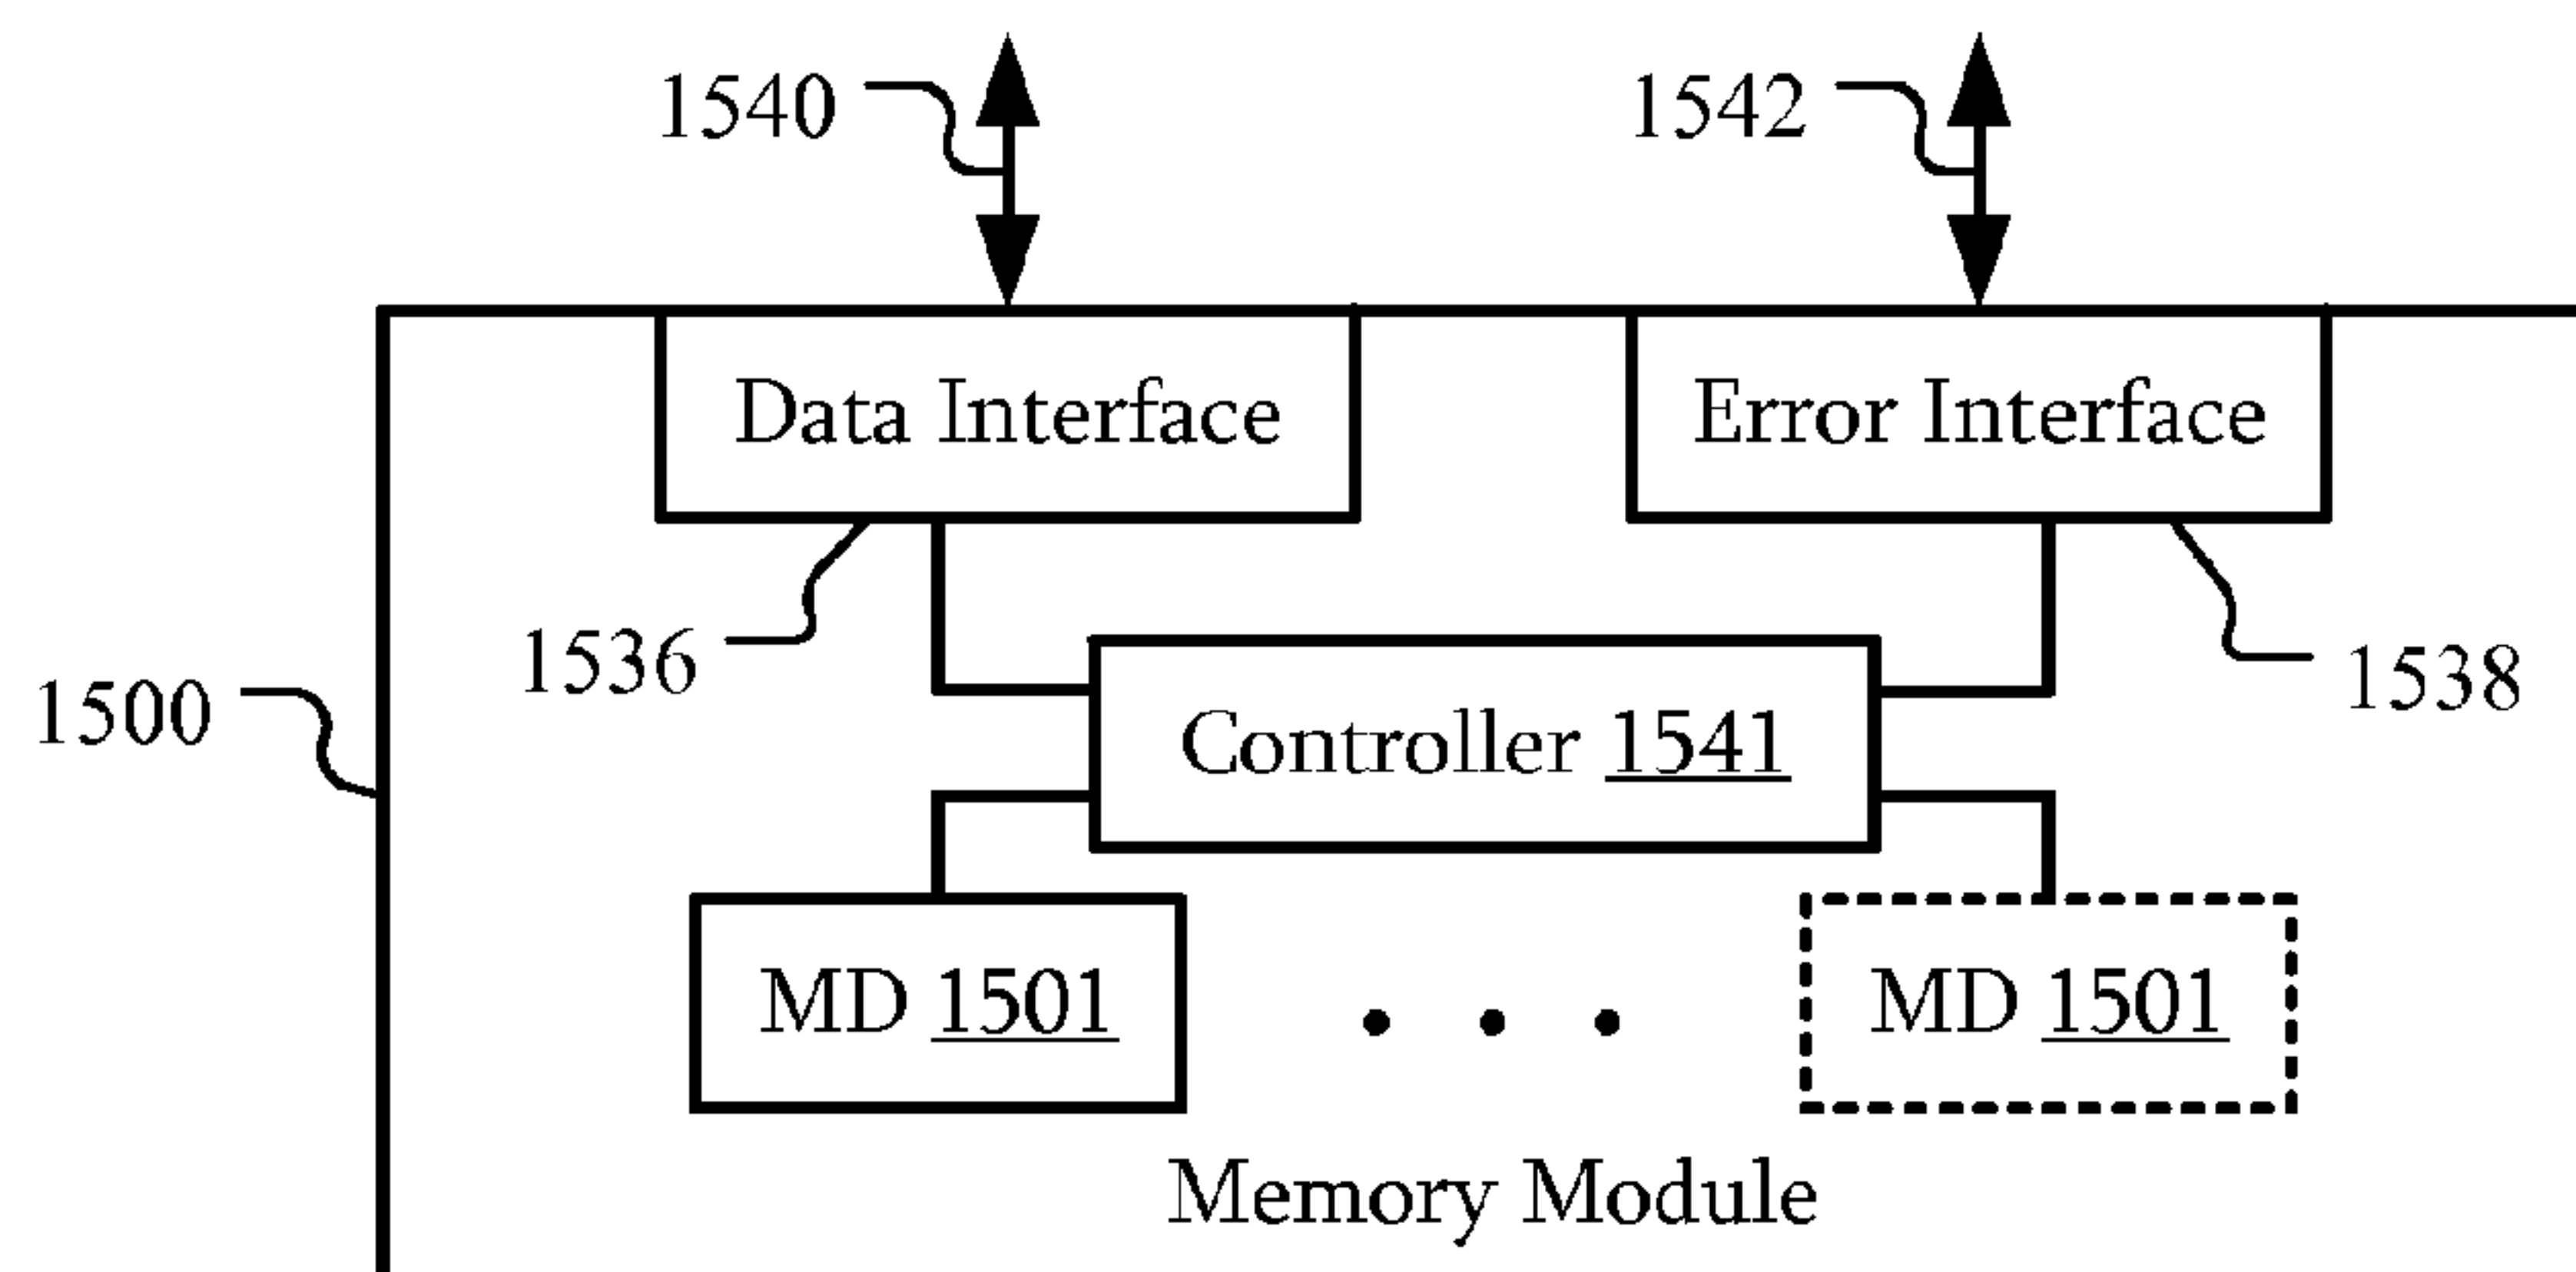 1540
1542
Data Interface
Error Interface
1536
1538
1500
Controller 1541
MD 1501
MD 1501
Memory Module